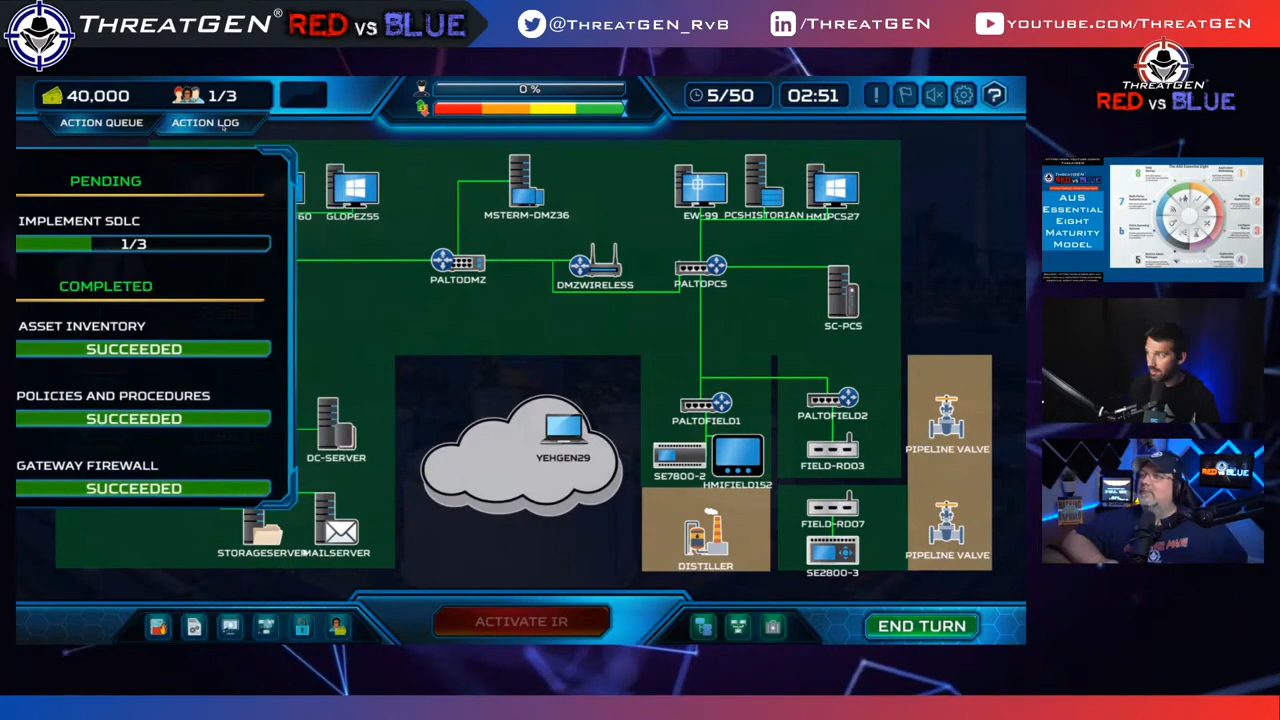 THREATGEN® RED VS BLUE
@THREATGEN_RVB
/THREATGEN
YOUTUBE.COM/THREATGEN
THREATGEN
RED VS BLUE
40,000
1/3
0 %
5/50
02:51
ACTION QUEUE
ACTION LOG
PENDING
IMPLEMENT SDLC
1/3
COMPLETED
ASSET INVENTORY
SUCCEEDED
POLICIES AND PROCEDURES
SUCCEEDED
GATEWAY FIREWALL
SUCCEEDED
GLOPEZ55
MSTERM-DMZ36
EW-99
PCSHISTORIAN
HMIPCS27
PALTODMZ
DMZWIRELESS
PALTOPCS
SC-PCS
DC-SERVER
YEHGEN29
PALTOFIELD1
PALTOFIELD2
PIPELINE VALVE
SE7800-2
HMIFIELD152
FIELD-RD03
FIELD-RD07
STORAGESERVER
MAILSERVER
DISTILLER
SE2800-3
PIPELINE VALVE
ACTIVATE IR
END TURN
RED VS BLUE
AUS
ESSENTIAL
EIGHT
MATURITY
MODEL